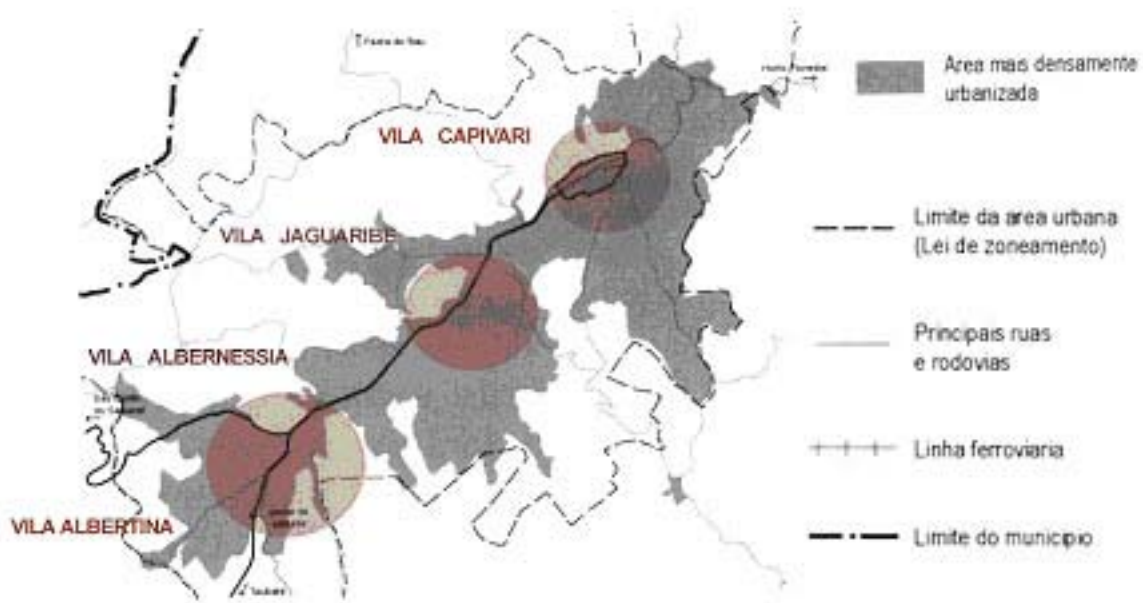 VILA CAPIVARI
VILA JAGUARIBE
VILA ALBERNESSIA
VILA ALBERTINA
Area mais densamente
urbanizada
Limite da area urbana
(Lei de zoneamento)
Principais ruas
e rodovias
Linha ferroviaria
Limite do municipio